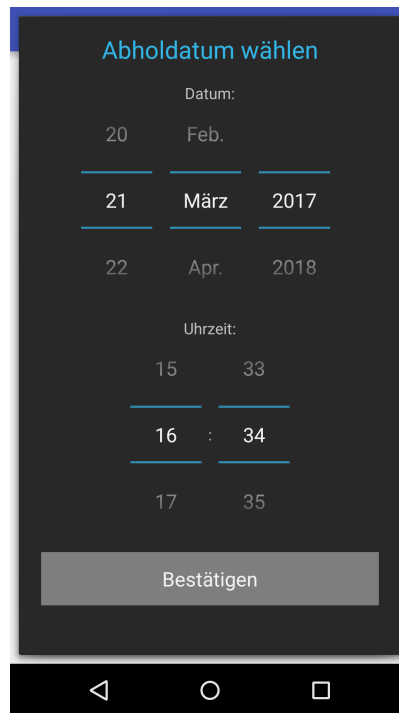 Abholdatum wählen
Datum:
20 Feb.
21 März 2017
22 Apr. 2018
Uhrzeit:
15 33
16 : 34
17 35
Bestätigen